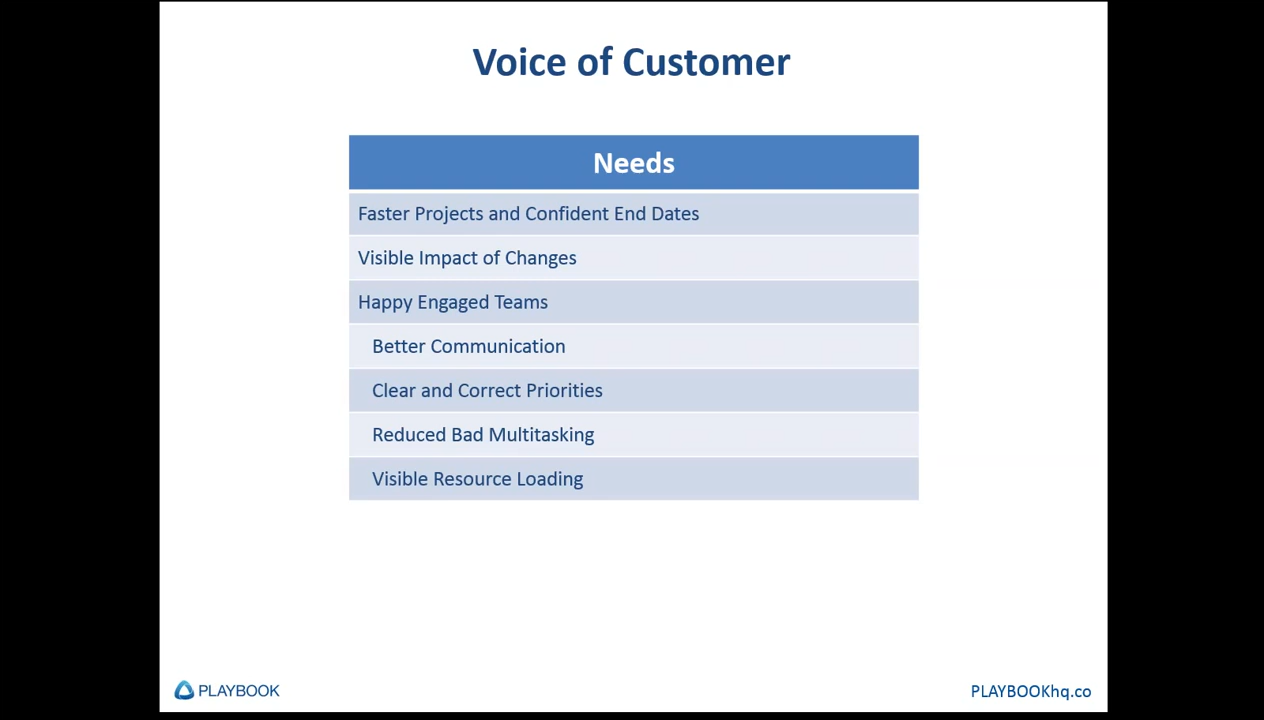 Voice of Customer
Needs
Faster Projects and Confident End Dates
Visible Impact of Changes
Happy Engaged Teams
Better Communication
Clear and Correct Priorities
Reduced Bad Multitasking
Visible Resource Loading
PLAYBOOK
PLAYBOOKhq.co